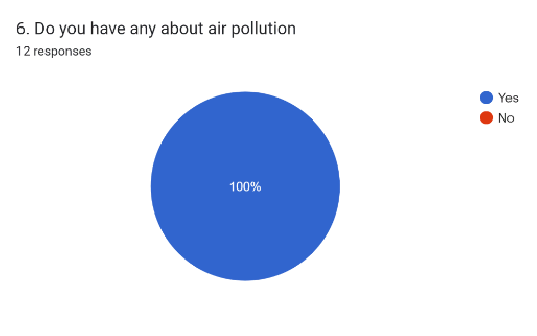 6. Do you have any about air pollution
12 responses
Yes
No
100%